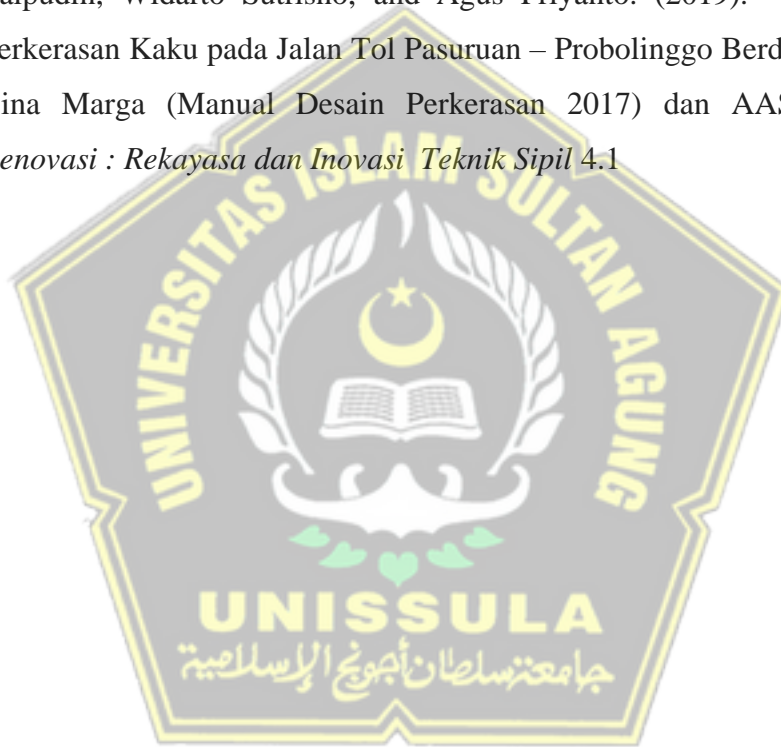 aipudin, Widarto Sutrisno, and Agus Priyanto. (2019).
erkerasan Kaku pada Jalan Tol Pasuruan – Probolinggo Berd
ina Marga (Manual Desain Perkerasan 2017) dan AAS
enovasi : Rekayasa dan Inovasi Teknik Sipil 4.1
UNIVERSITAS ISLAM SULTAN AGUNG
UNISSULA
جامعة سلطان أجونج الإسلامية